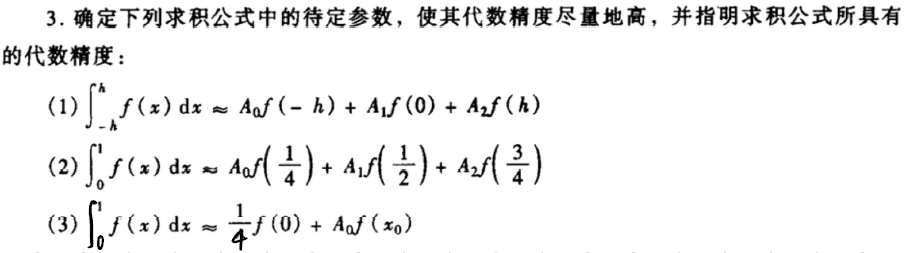 3. 确定下列求积公式中的待定参数，使其代数精度尽量地高，并指明求积公式所具有
的代数精度：
(1) ∫_{-h}^{h} f(x) dx ≈ A₀f(-h) + A₁f(0) + A₂f(h)
(2) ∫_{0}^{1} f(x) dx ≈ A₀f(1/4) + A₁f(1/2) + A₂f(3/4)
(3) ∫_{0}^{1} f(x) dx ≈ 1/4 f(0) + A₀f(x₀)